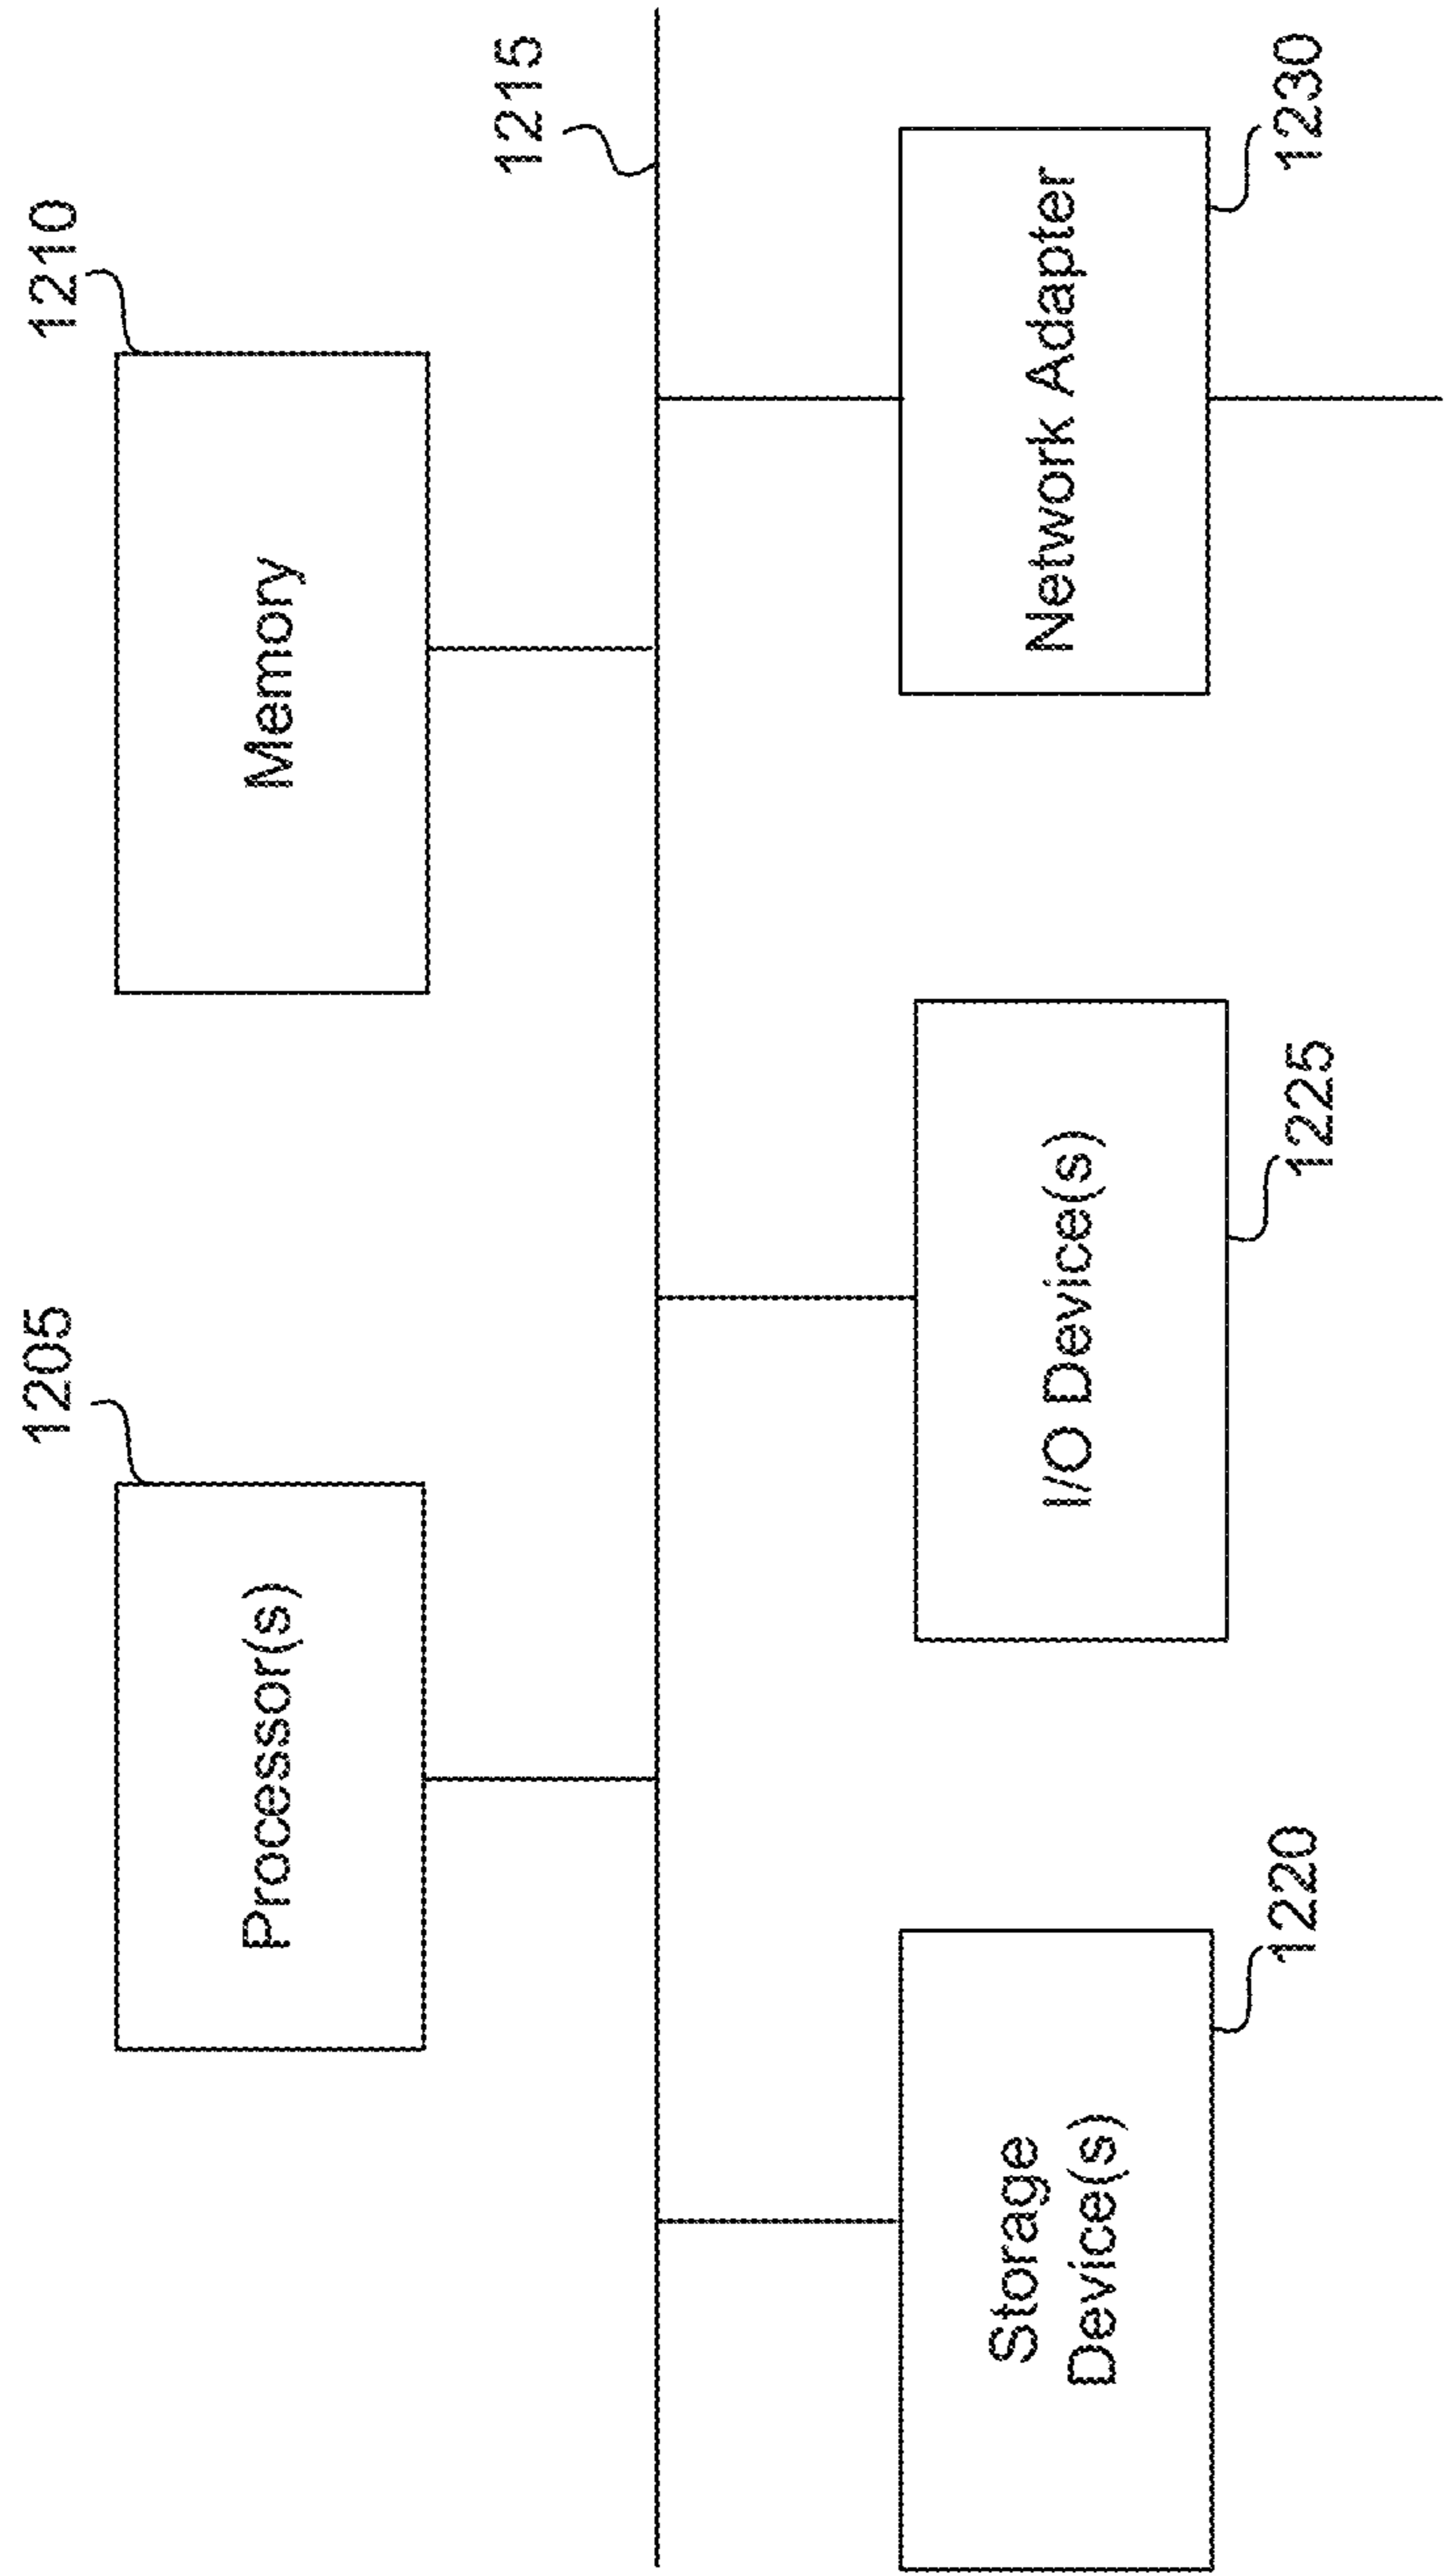 1205
Processor(s)
1210
Memory
1215
Storage
Device(s)
1220
I/O Device(s)
1225
Network Adapter
1230